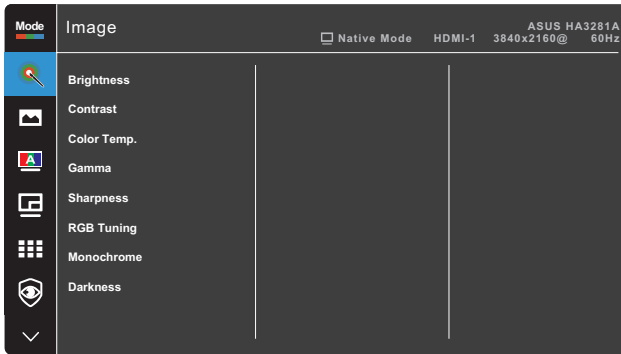 Mode
Image
ASUS HA3281A
Native Mode HDMI-1 3840x2160@ 60Hz
Brightness
Contrast
Color Temp.
A
Gamma
Sharpness
RGB Tuning
Monochrome
Darkness